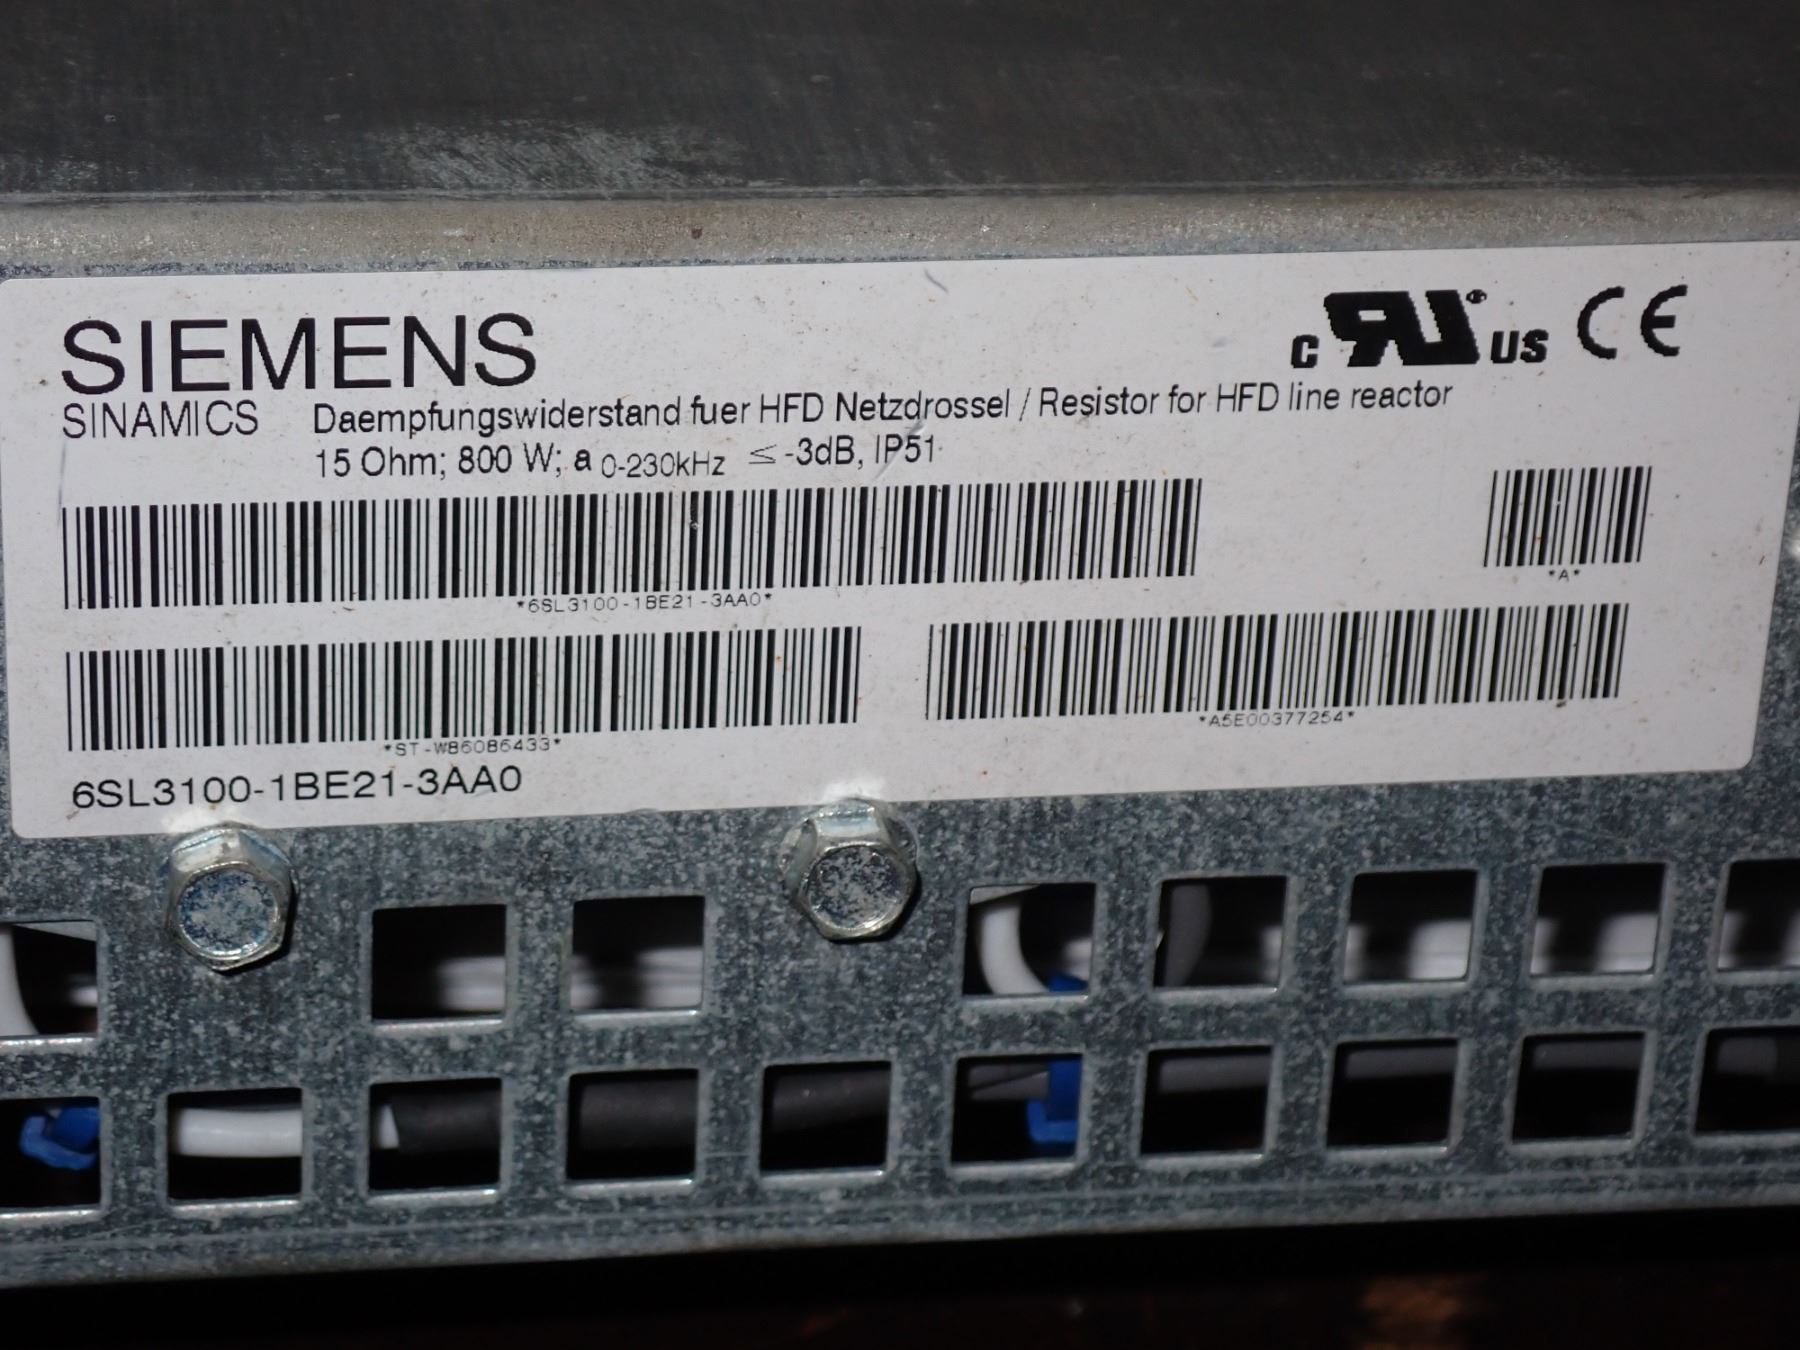 SIEMENS
c RU® US CE
SINAMICS Daempfungswiderstand fuer HFD Netzdrossel / Resistor for HFD line reactor
15 Ohm; 800 W; a 0-230kHz ≤ -3dB, IP51
*6SL3100-1BE21-3AA0*
*A*
*ST-W86086433*
*A5E00377254*
6SL3100-1BE21-3AA0